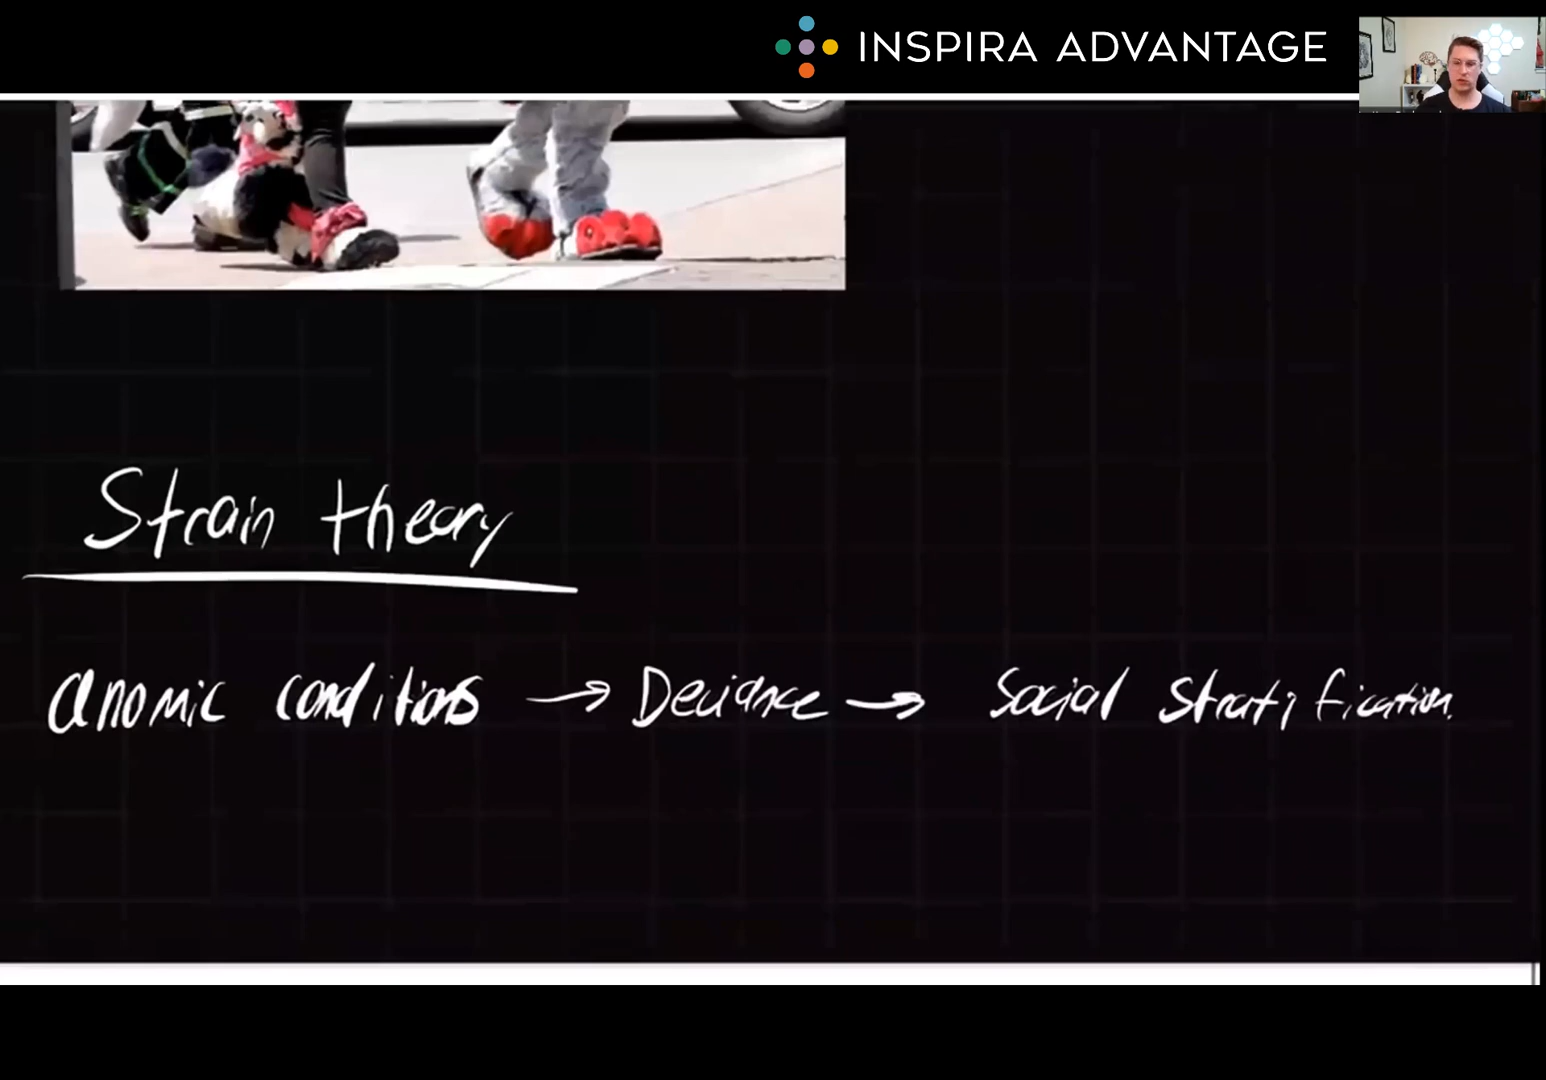 INSPIRA ADVANTAGE
Strain theory
anomic conditions → Deviance → Social Stratification.